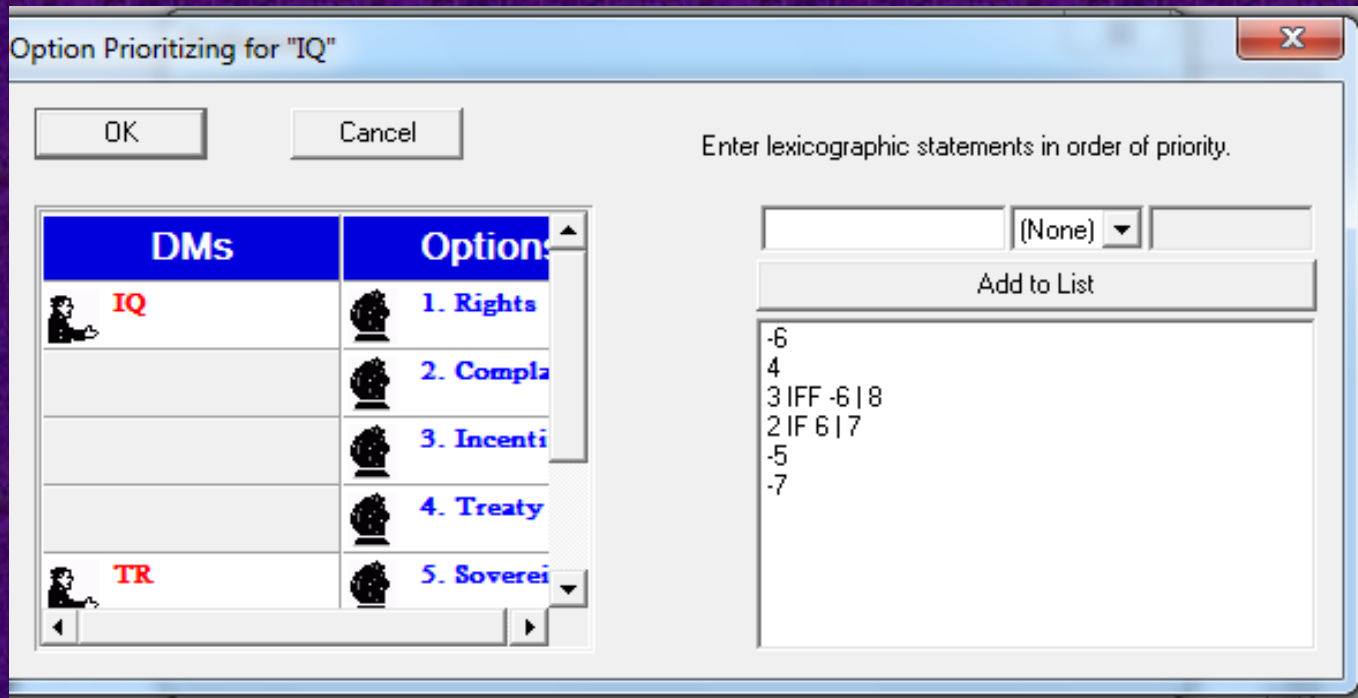 Option Prioritizing for "IQ"
OK Cancel
Enter lexicographic statements in order of priority.
DMs Options
IQ 1. Rights
2. Compla
3. Incenti
4. Treaty
TR 5. Soverei
(None)
Add to List
-6
4
3 IFF -6 | 8
2 IF 6 | 7
-5
-7